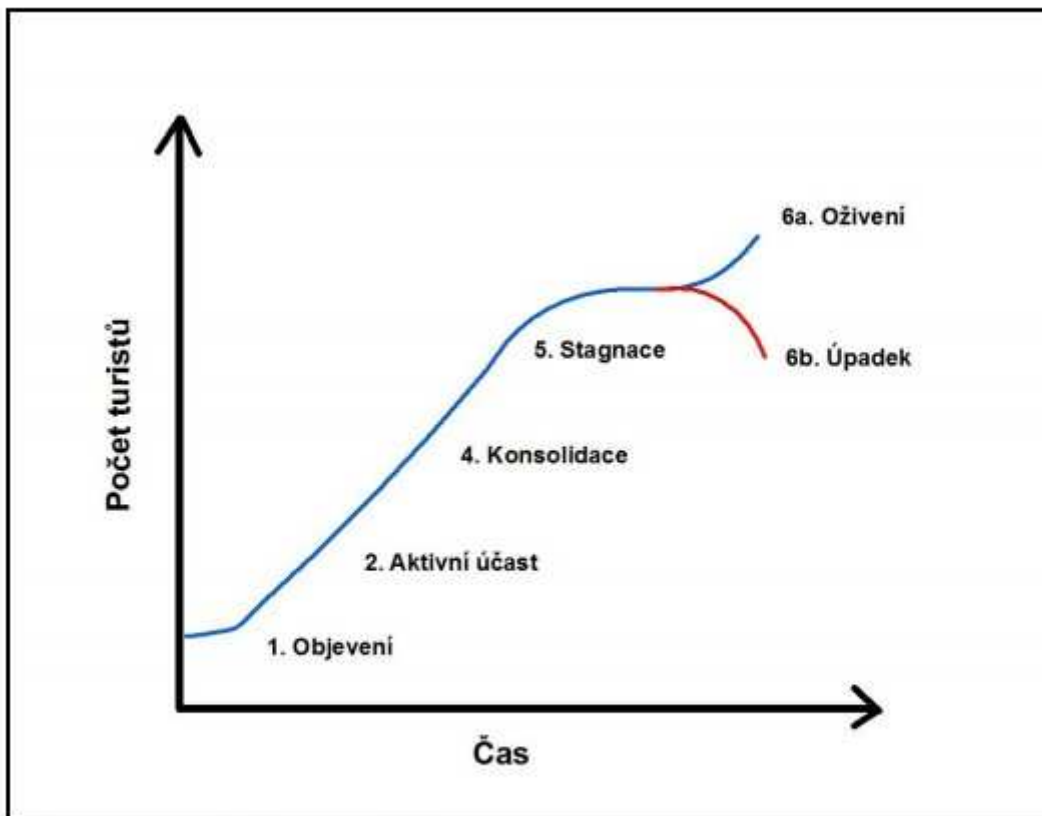 6a. Oživení
5. Stagnace
6b. Úpadek
4. Konsolidace
Počet turistů
2. Aktivní účast
1. Objevení
Čas